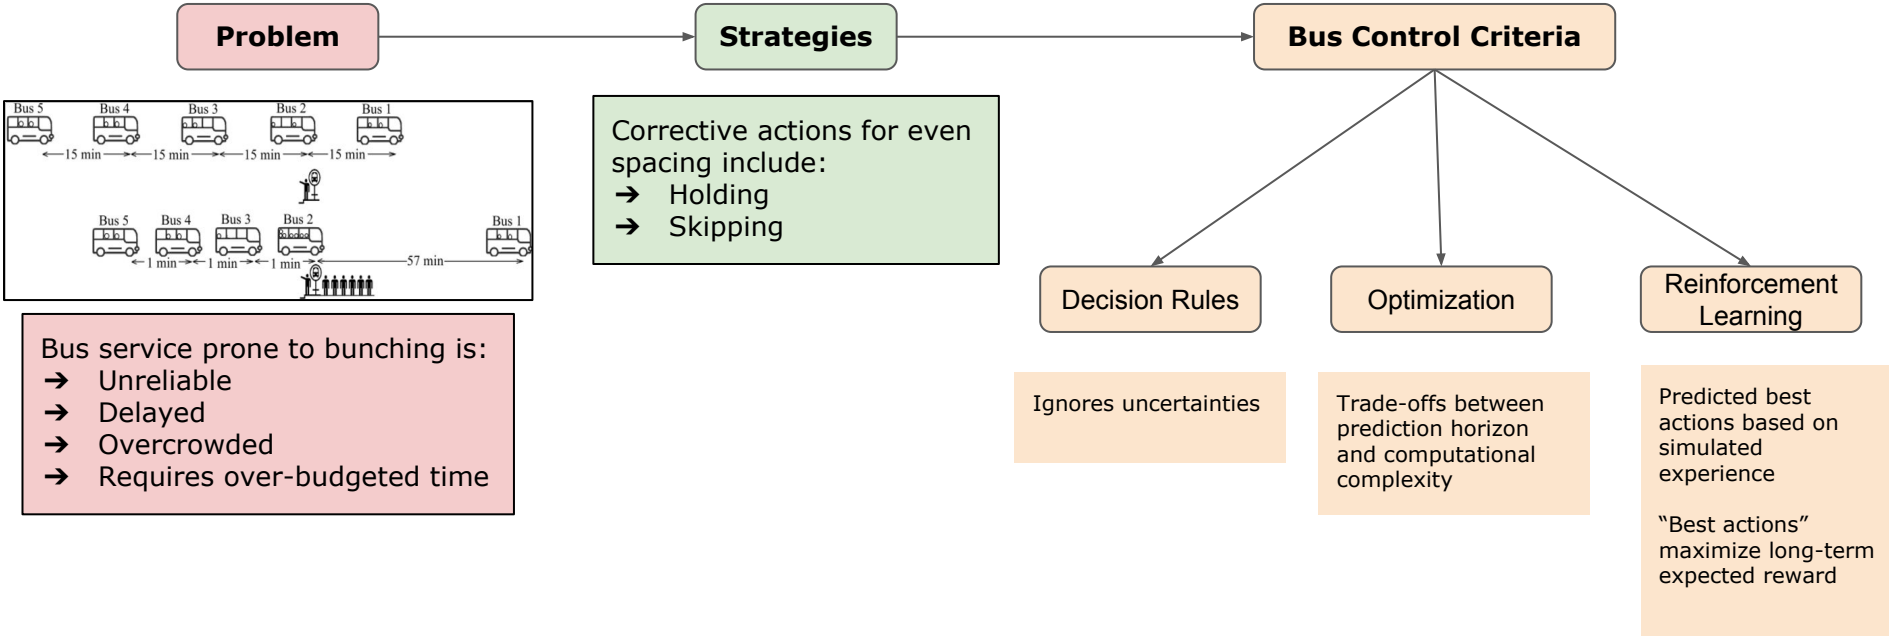 Problem
Strategies
Bus Control Criteria
Bus 5 Bus 4 Bus 3 Bus 2 Bus 1
15 min 15 min 15 min 15 min
Bus 5 Bus 4 Bus 3 Bus 2 Bus 1
1 min 1 min 1 min 57 min
Bus service prone to bunching is:
➔ Unreliable
➔ Delayed
➔ Overcrowded
➔ Requires over-budgeted time
Corrective actions for even
spacing include:
➔ Holding
➔ Skipping
Decision Rules
Ignores uncertainties
Optimization
Trade-offs between
prediction horizon
and computational
complexity
Reinforcement
Learning
Predicted best
actions based on
simulated
experience
“Best actions”
maximize long-term
expected reward